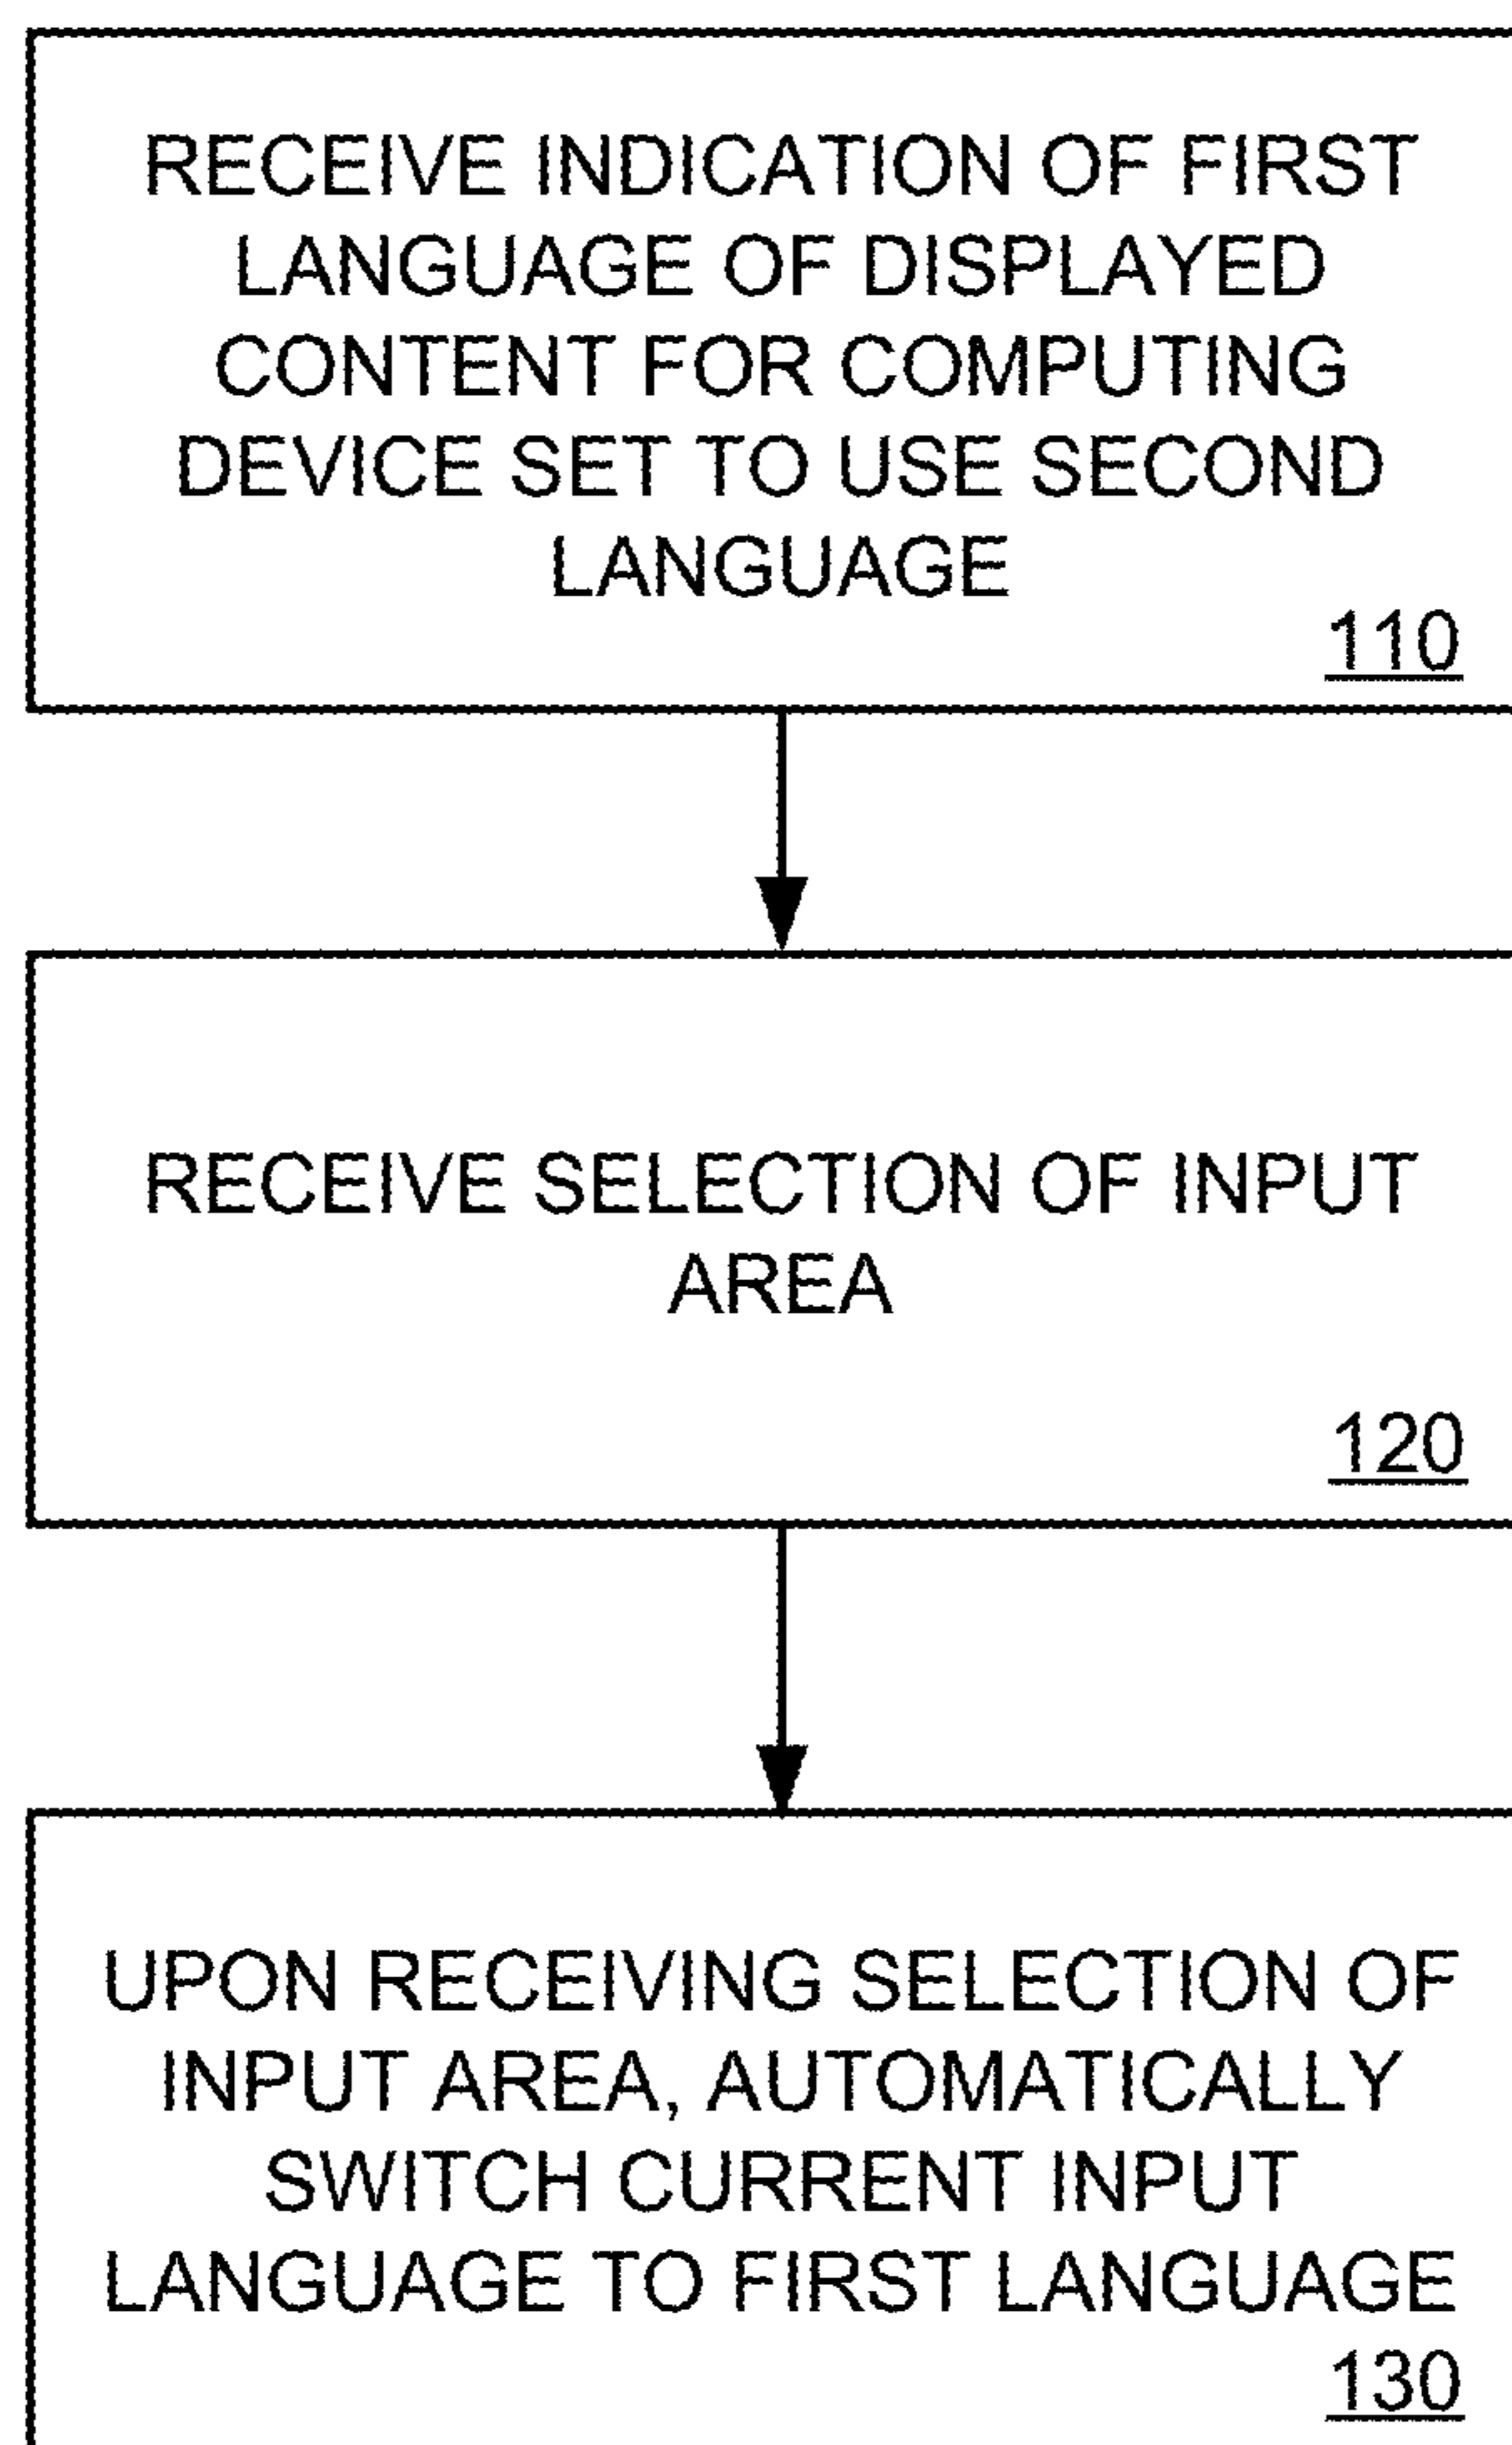 RECEIVE INDICATION OF FIRST
LANGUAGE OF DISPLAYED
CONTENT FOR COMPUTING
DEVICE SET TO USE SECOND
LANGUAGE
110
RECEIVE SELECTION OF INPUT
AREA
120
UPON RECEIVING SELECTION OF
INPUT AREA, AUTOMATICALLY
SWITCH CURRENT INPUT
LANGUAGE TO FIRST LANGUAGE
130